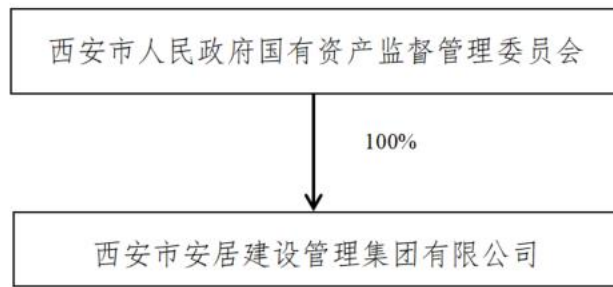 西安市人民政府国有资产监督管理委员会
100%
西安市安居建设管理集团有限公司